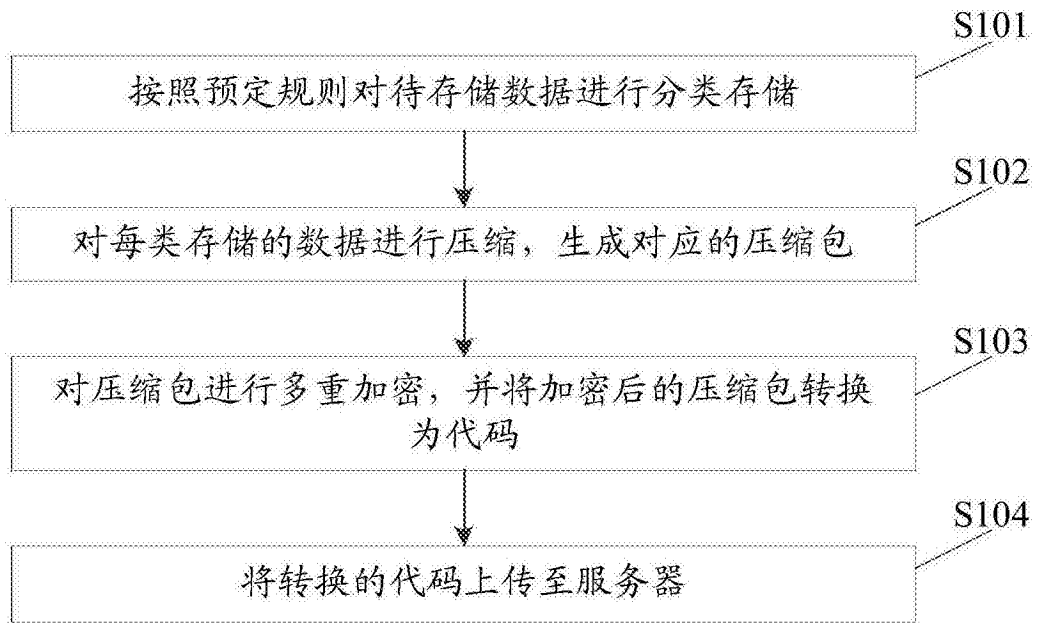 S101
按照预定规则对待存储数据进行分类存储
S102
对每类存储的数据进行压缩，生成对应的压缩包
S103
对压缩包进行多重加密，并将加密后的压缩包转换
为代码
S104
将转换的代码上传至服务器